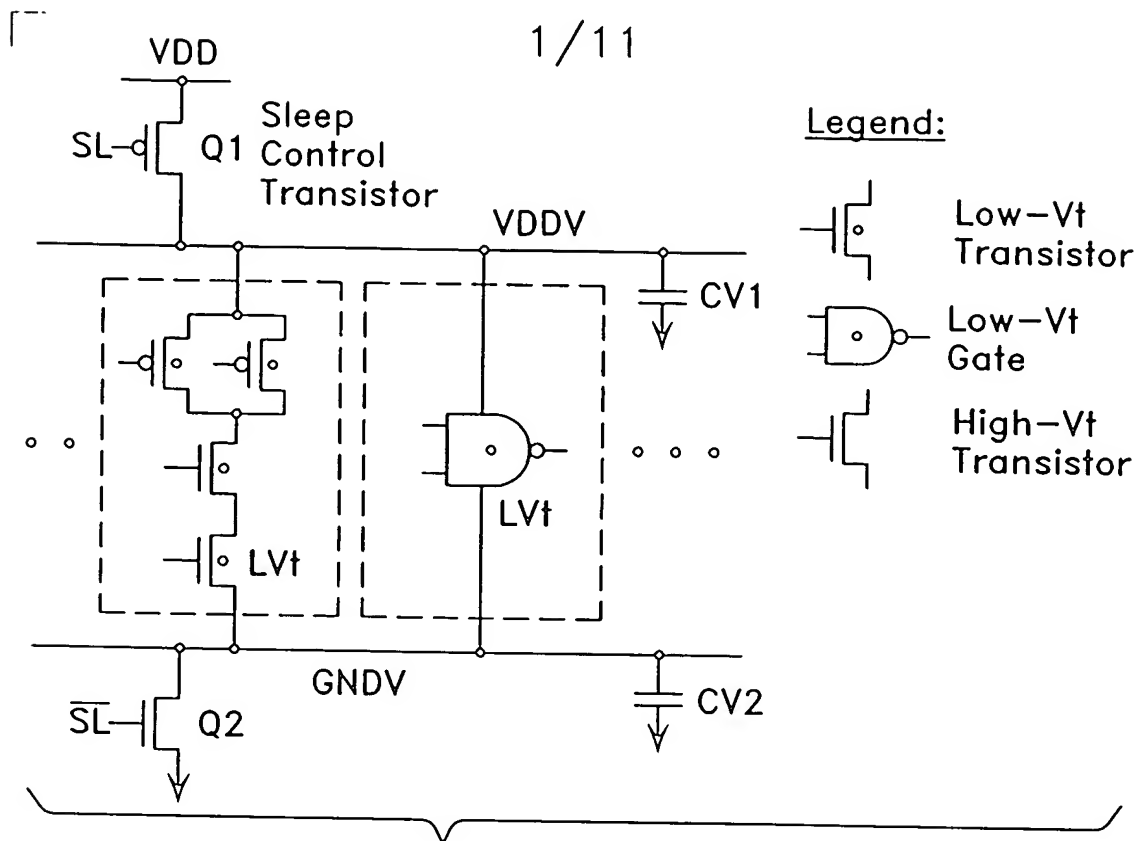 1/11
VDD
SL
Q1
Sleep
Control
Transistor
VDDV
CV1
LVt
LVt
GNDV
CV2
S̅L̅
Q2
Legend:
Low-Vt
Transistor
Low-Vt
Gate
High-Vt
Transistor